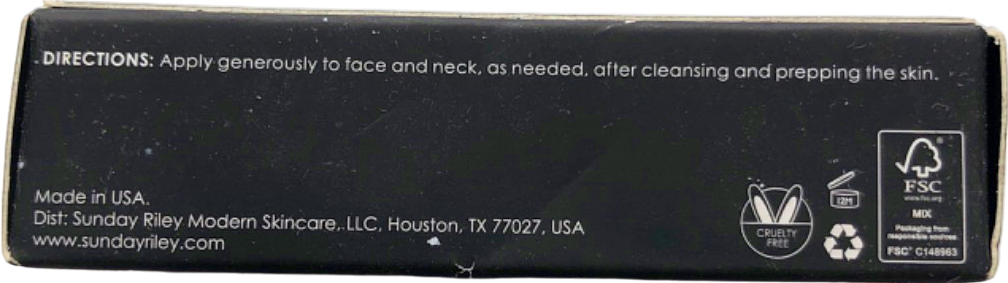 DIRECTIONS: Apply generously to face and neck, as needed, after cleansing and prepping the skin.
Made in USA.
Dist: Sunday Riley Modern Skincare, LLC, Houston, TX 77027, USA
www.sundayriley.com
CRUELTY
FREE
12M
FSC
www.fsc.org
MIX
Packaging from
responsible sources
FSC® C148963